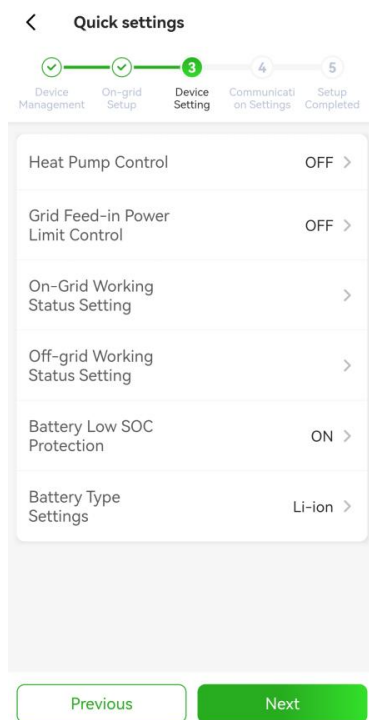 Quick settings
3
4
5
Device
Management
On-grid
Setup
Device
Setting
Communicati
on Settings
Setup
Completed
Heat Pump Control
OFF
Grid Feed-in Power
Limit Control
OFF
On-Grid Working
Status Setting
Off-grid Working
Status Setting
Battery Low SOC
Protection
ON
Battery Type
Settings
Li-ion
Previous
Next